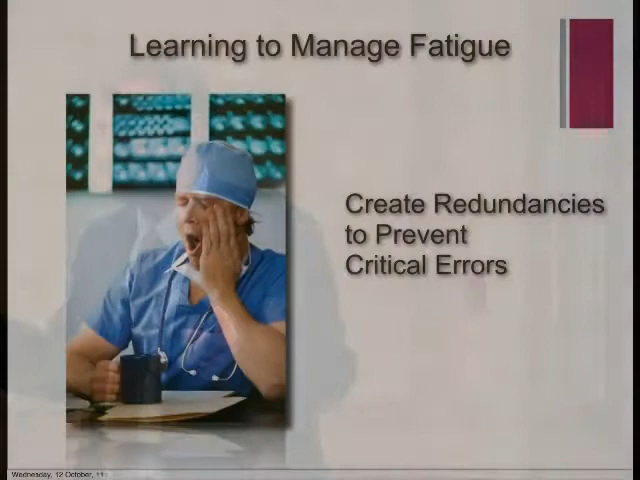 Learning to Manage Fatigue
Create Redundancies
to Prevent
Critical Errors
Wednesday, 12 October, 11